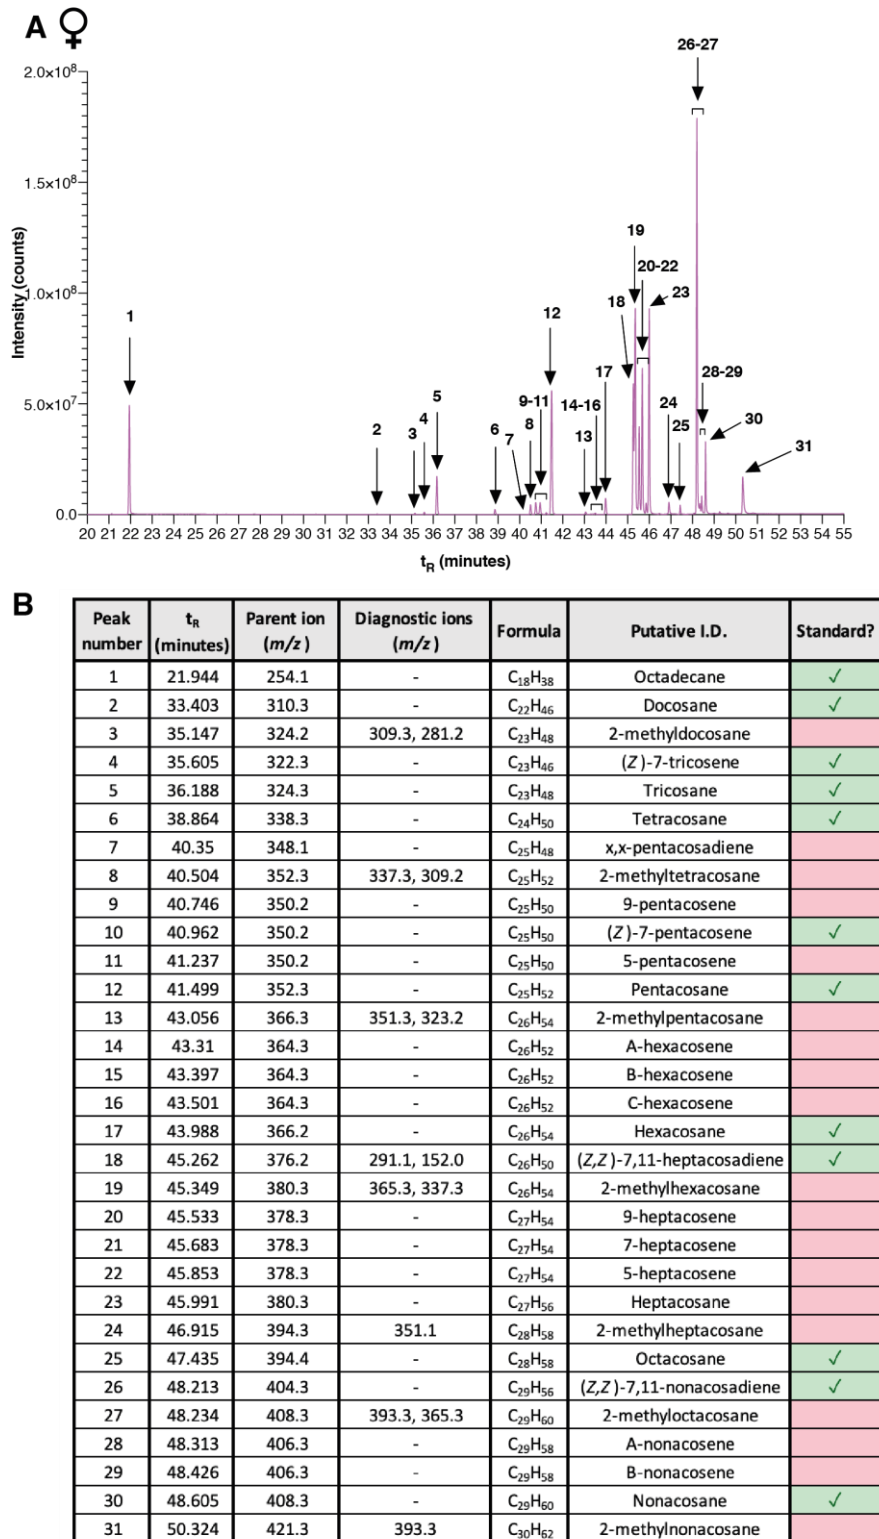 A ♀
26-27
2.0×10⁸
1.5×10⁸
19
20-22
1.0×10⁸
23
18
1
12
Intensity (counts)
17
28-29
9-11
5
14-16
24
5.0×10⁷
8
4
25
30
2
3
6
7
13
31
0.0
20 21 22 23 24 25 26 27 28 29 30 31 32 33 34 35 36 37 38 39 40 41 42 43 44 45 46 47 48 49 50 51 52 53 54 55
tR (minutes)
B
Peak number | tR (minutes) | Parent ion (m/z) | Diagnostic ions (m/z) | Formula | Putative I.D. | Standard?
1 | 21.944 | 254.1 | - | C₁₈H₃₈ | Octadecane | ✓
2 | 33.403 | 310.3 | - | C₂₂H₄₆ | Docosane | ✓
3 | 35.147 | 324.2 | 309.3, 281.2 | C₂₃H₄₈ | 2-methyldocosane
4 | 35.605 | 322.3 | - | C₂₃H₄₆ | (Z)-7-tricosene | ✓
5 | 36.188 | 324.3 | - | C₂₃H₄₈ | Tricosane | ✓
6 | 38.864 | 338.3 | - | C₂₄H₅₀ | Tetracosane | ✓
7 | 40.35 | 348.1 | - | C₂₅H₄₈ | x,x-pentacosadiene
8 | 40.504 | 352.3 | 337.3, 309.2 | C₂₅H₅₂ | 2-methyltetracosane
9 | 40.746 | 350.2 | - | C₂₅H₅₀ | 9-pentacosene
10 | 40.962 | 350.2 | - | C₂₅H₅₀ | (Z)-7-pentacosene | ✓
11 | 41.237 | 350.2 | - | C₂₅H₅₀ | 5-pentacosene
12 | 41.499 | 352.3 | - | C₂₅H₅₂ | Pentacosane | ✓
13 | 43.056 | 366.3 | 351.3, 323.2 | C₂₆H₅₄ | 2-methylpentacosane
14 | 43.31 | 364.3 | - | C₂₆H₅₂ | A-hexacosene
15 | 43.397 | 364.3 | - | C₂₆H₅₂ | B-hexacosene
16 | 43.501 | 364.3 | - | C₂₆H₅₂ | C-hexacosene
17 | 43.988 | 366.2 | - | C₂₆H₅₄ | Hexacosane | ✓
18 | 45.262 | 376.2 | 291.1, 152.0 | C₂₆H₅₀ | (Z,Z)-7,11-heptacosadiene | ✓
19 | 45.349 | 380.3 | 365.3, 337.3 | C₂₆H₅₄ | 2-methylhexacosane
20 | 45.533 | 378.3 | - | C₂₇H₅₄ | 9-heptacosene
21 | 45.683 | 378.3 | - | C₂₇H₅₄ | 7-heptacosene
22 | 45.853 | 378.3 | - | C₂₇H₅₄ | 5-heptacosene
23 | 45.991 | 380.3 | - | C₂₇H₅₆ | Heptacosane
24 | 46.915 | 394.3 | 351.1 | C₂₈H₅₈ | 2-methylheptacosane
25 | 47.435 | 394.4 | - | C₂₈H₅₈ | Octacosane | ✓
26 | 48.213 | 404.3 | - | C₂₉H₅₆ | (Z,Z)-7,11-nonacosadiene | ✓
27 | 48.234 | 408.3 | 393.3, 365.3 | C₂₉H₆₀ | 2-methyloctacosane
28 | 48.313 | 406.3 | - | C₂₉H₅₈ | A-nonacosene
29 | 48.426 | 406.3 | - | C₂₉H₅₈ | B-nonacosene
30 | 48.605 | 408.3 | - | C₂₉H₆₀ | Nonacosane | ✓
31 | 50.324 | 421.3 | 393.3 | C₃₀H₆₂ | 2-methylnonacosane